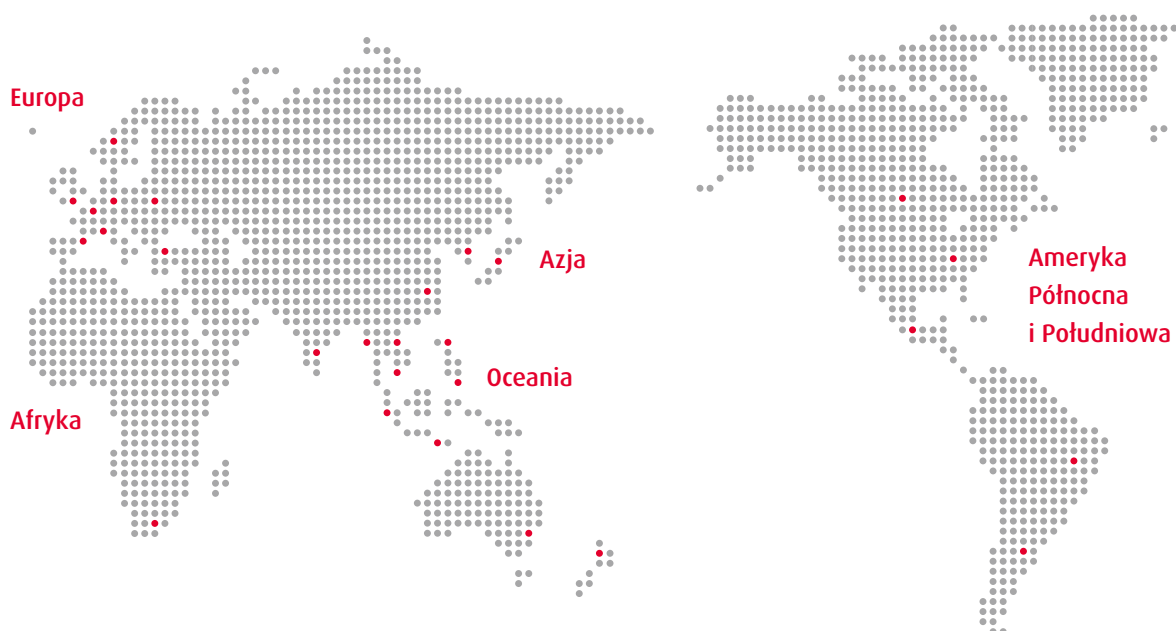 Europa
Azja
Ameryka
Północna
i Południowa
Oceania
Afryka